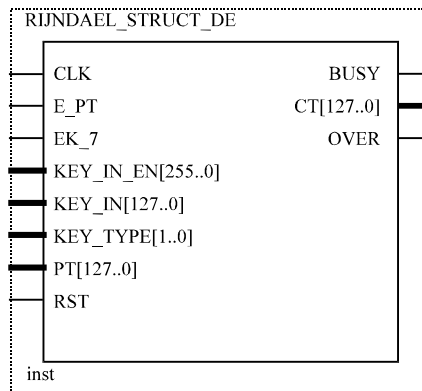 RIJNDAEL_STRUCT_DE
CLK
BUSY
E_PT
CT[127..0]
EK_7
OVER
KEY_IN_EN[255..0]
KEY_IN[127..0]
KEY_TYPE[1..0]
PT[127..0]
RST
inst